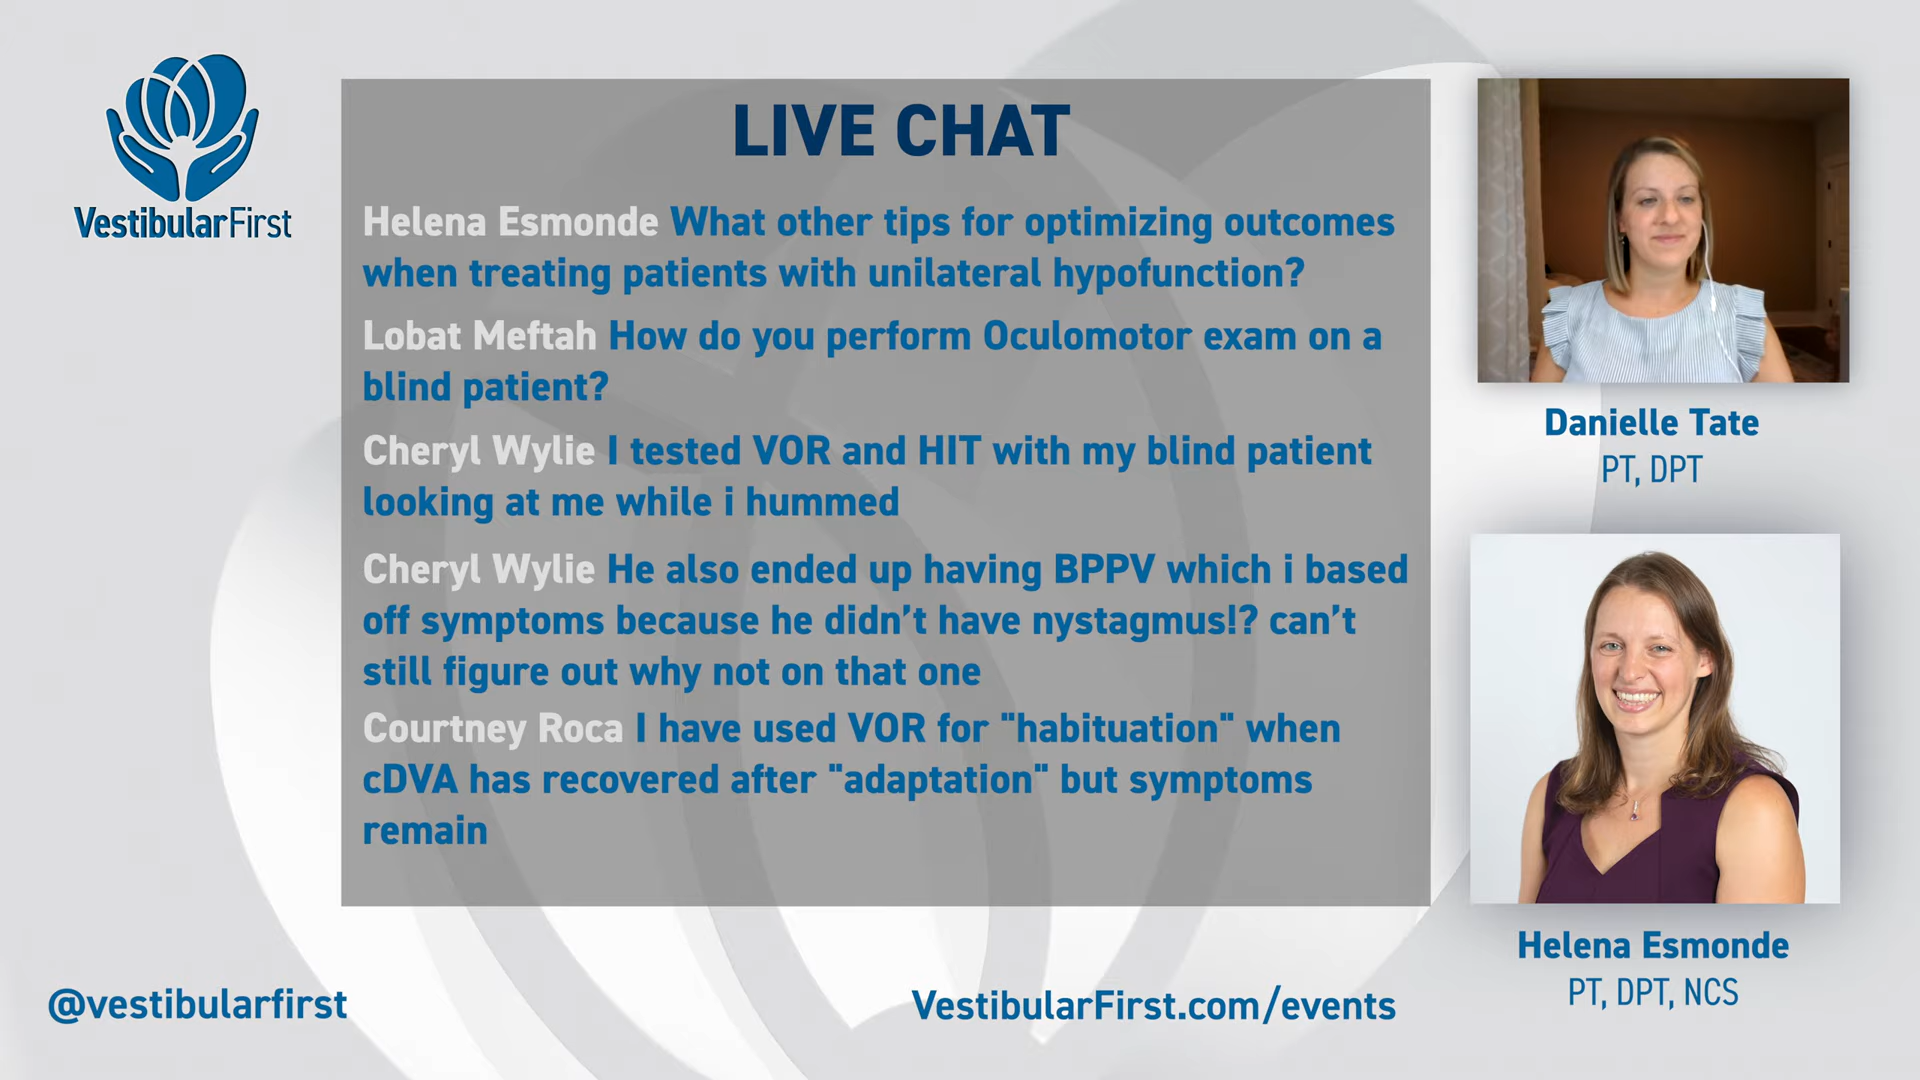 VestibularFirst
LIVE CHAT
Helena Esmonde What other tips for optimizing outcomes
when treating patients with unilateral hypofunction?
Lobat Meftah How do you perform Oculomotor exam on a
blind patient?
Cheryl Wylie I tested VOR and HIT with my blind patient
looking at me while i hummed
Cheryl Wylie He also ended up having BPPV which i based
off symptoms because he didn’t have nystagmus!? can’t
still figure out why not on that one
Courtney Roca I have used VOR for "habituation" when
cDVA has recovered after "adaptation" but symptoms
remain
Danielle Tate
PT, DPT
Helena Esmonde
PT, DPT, NCS
@vestibularfirst
VestibularFirst.com/events